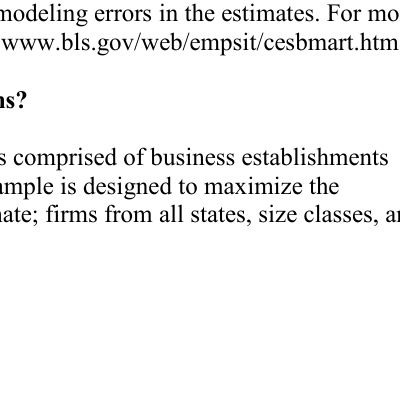 modeling errors in the estimates. For mo
www.bls.gov/web/empsit/cesbmart.htm
ns?
s comprised of business establishments
ample is designed to maximize the
nate; firms from all states, size classes, an